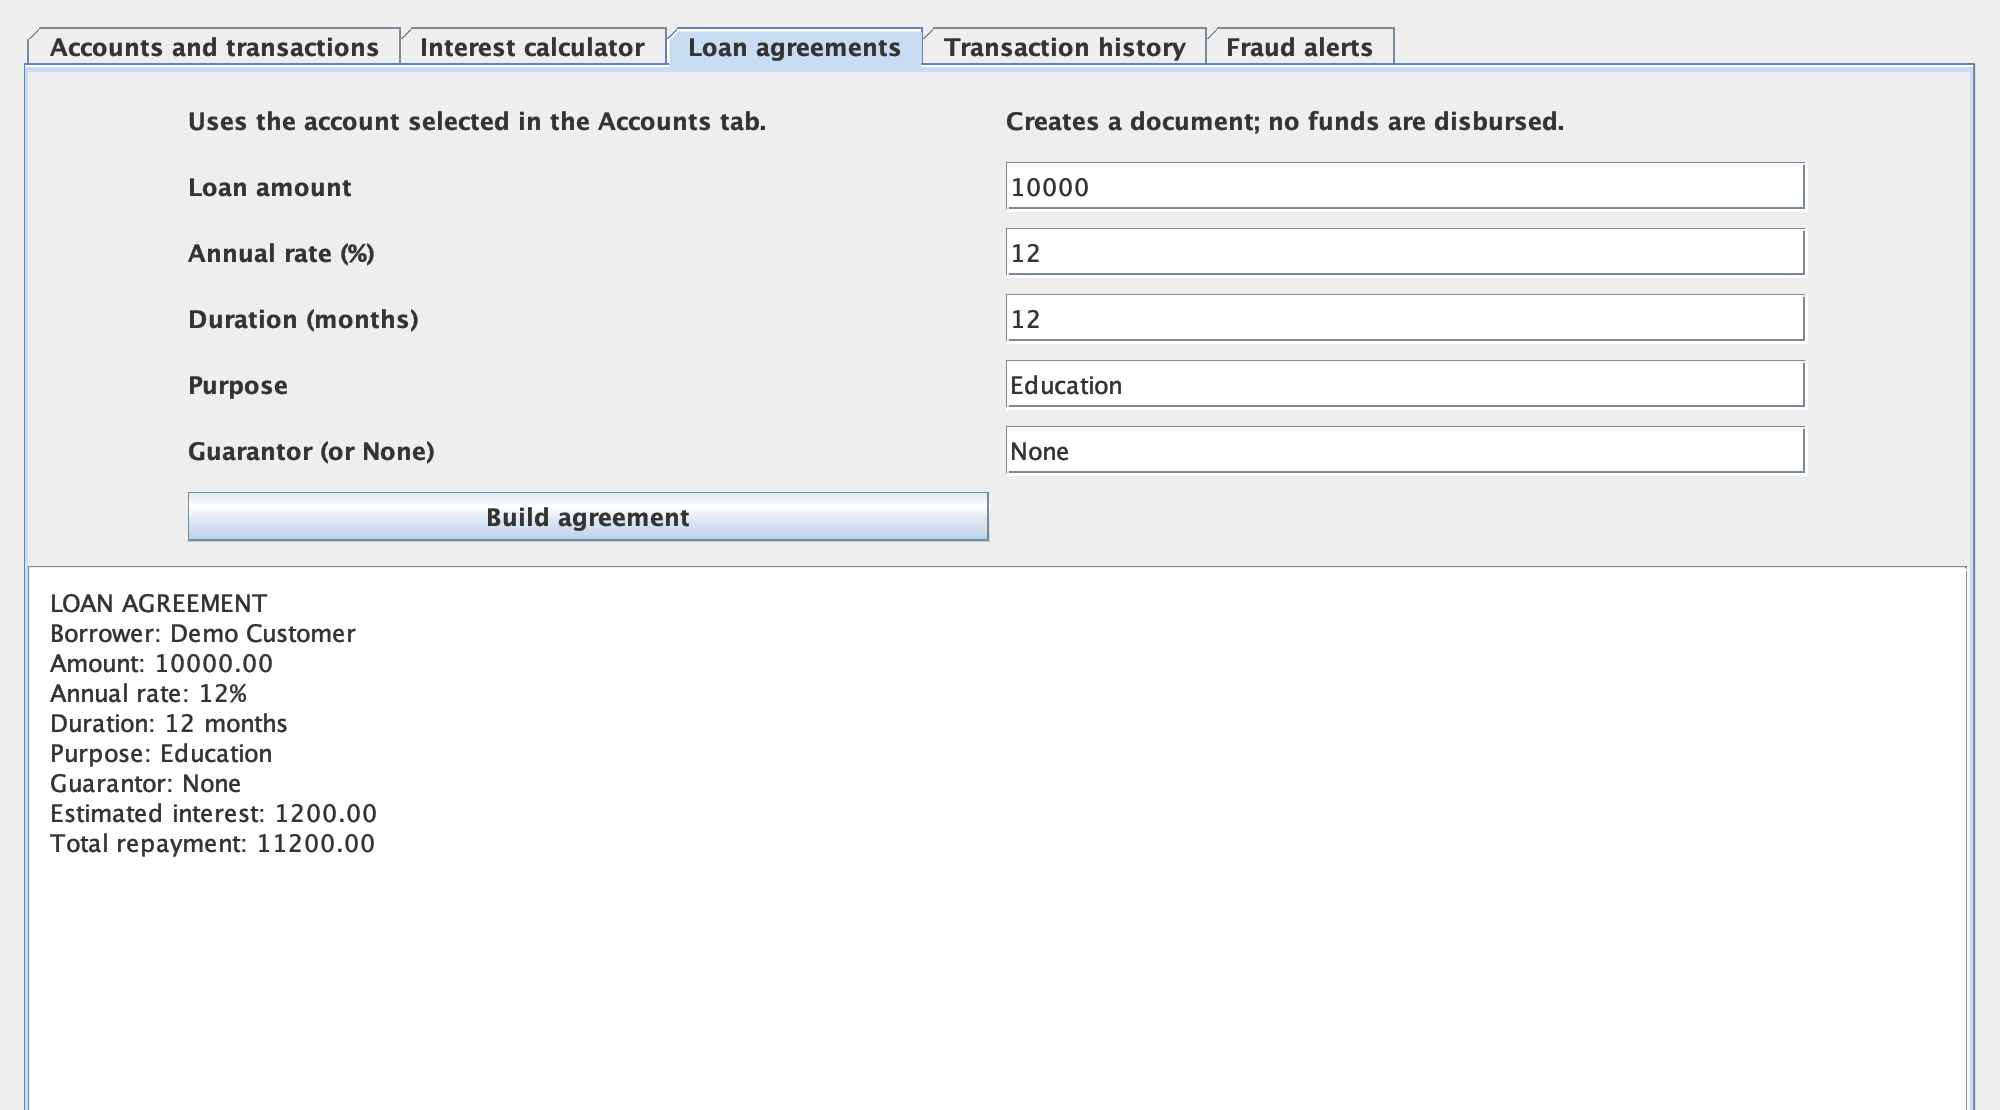 Accounts and transactions
Interest calculator
Loan agreements
Transaction history
Fraud alerts
Uses the account selected in the Accounts tab.
Creates a document; no funds are disbursed.
Loan amount
10000
Annual rate (%)
12
Duration (months)
12
Purpose
Education
Guarantor (or None)
None
Build agreement
LOAN AGREEMENT
Borrower: Demo Customer
Amount: 10000.00
Annual rate: 12%
Duration: 12 months
Purpose: Education
Guarantor: None
Estimated interest: 1200.00
Total repayment: 11200.00